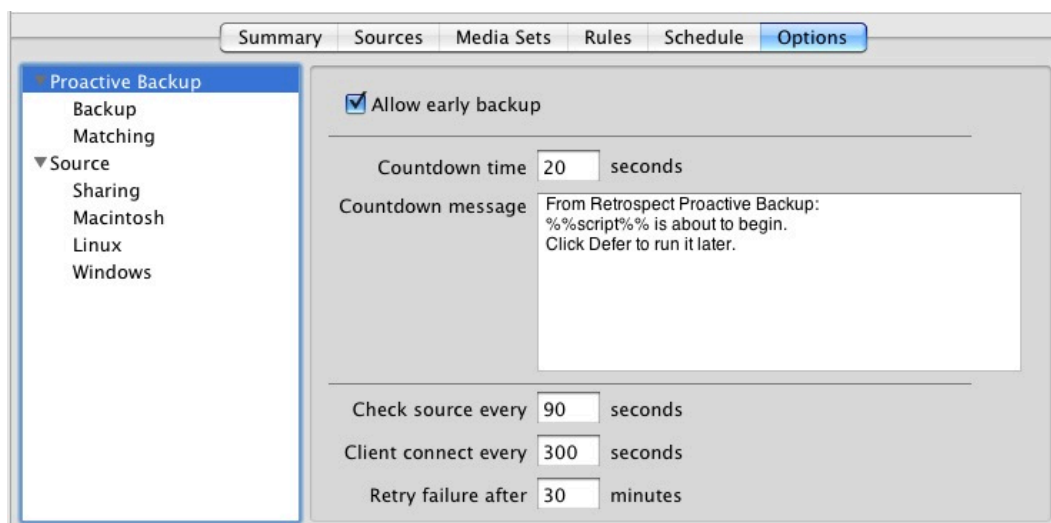 Summary Sources Media Sets Rules Schedule Options
Proactive Backup
Backup
Matching
Source
Sharing
Macintosh
Linux
Windows
Allow early backup
Countdown time 20 seconds
Countdown message
From Retrospect Proactive Backup:
%%script%% is about to begin.
Click Defer to run it later.
Check source every 90 seconds
Client connect every 300 seconds
Retry failure after 30 minutes